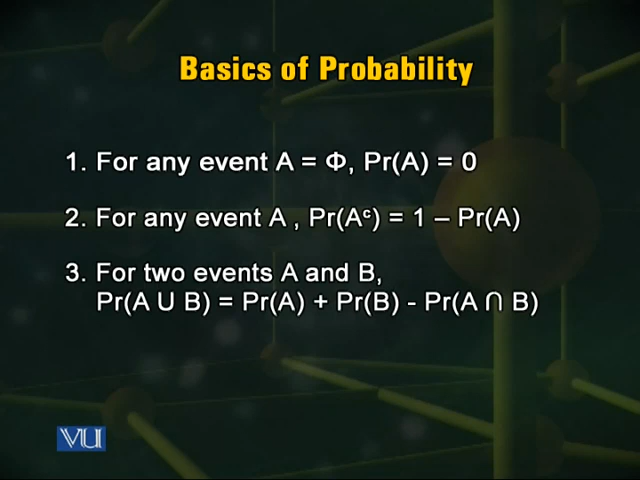 Basics of Probability
1. For any event A = Φ, Pr(A) = 0
2. For any event A , Pr(Aᶜ) = 1 – Pr(A)
3. For two events A and B,
Pr(A U B) = Pr(A) + Pr(B) - Pr(A ∩ B)
VU